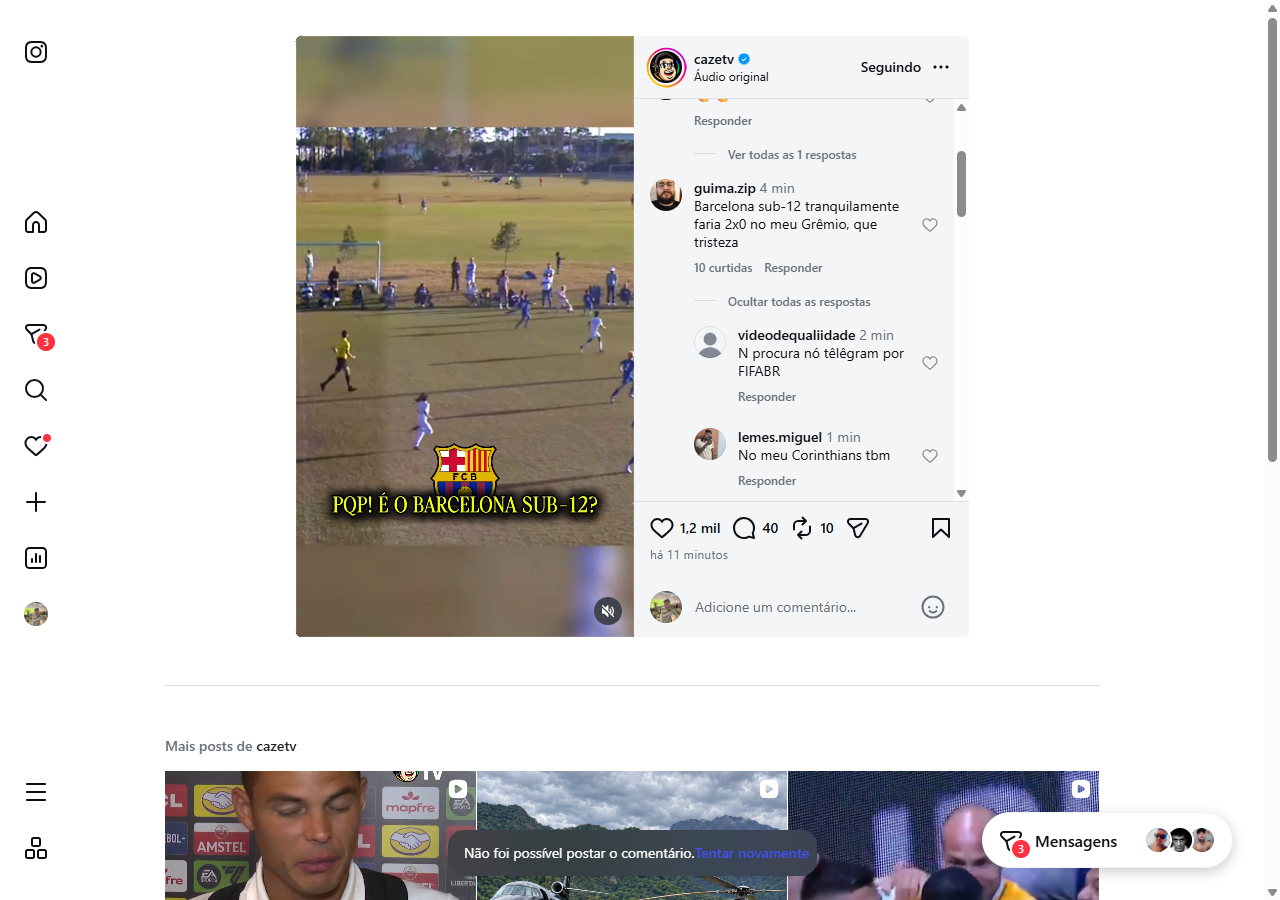 cazetv
Áudio original
Seguindo
Responder
Ver todas as 1 respostas
guima.zip 4 min
Barcelona sub-12 tranquilamente
faria 2x0 no meu Grêmio, que
tristeza
10 curtidas Responder
Ocultar todas as respostas
videodequaliidade 2 min
N procura nó têlêgram por
FIFABR
Responder
lemes.miguel 1 min
No meu Corinthians tbm
Responder
FCB
PQP! É O BARCELONA SUB-12?
1,2 mil 40 10
há 11 minutos
Adicione um comentário...
3
Mais posts de cazetv
TV
mapfre
AMSTEL
EA
SPORTS
LIBERTA
Não foi possível postar o comentário. Tentar novamente
3
Mensagens